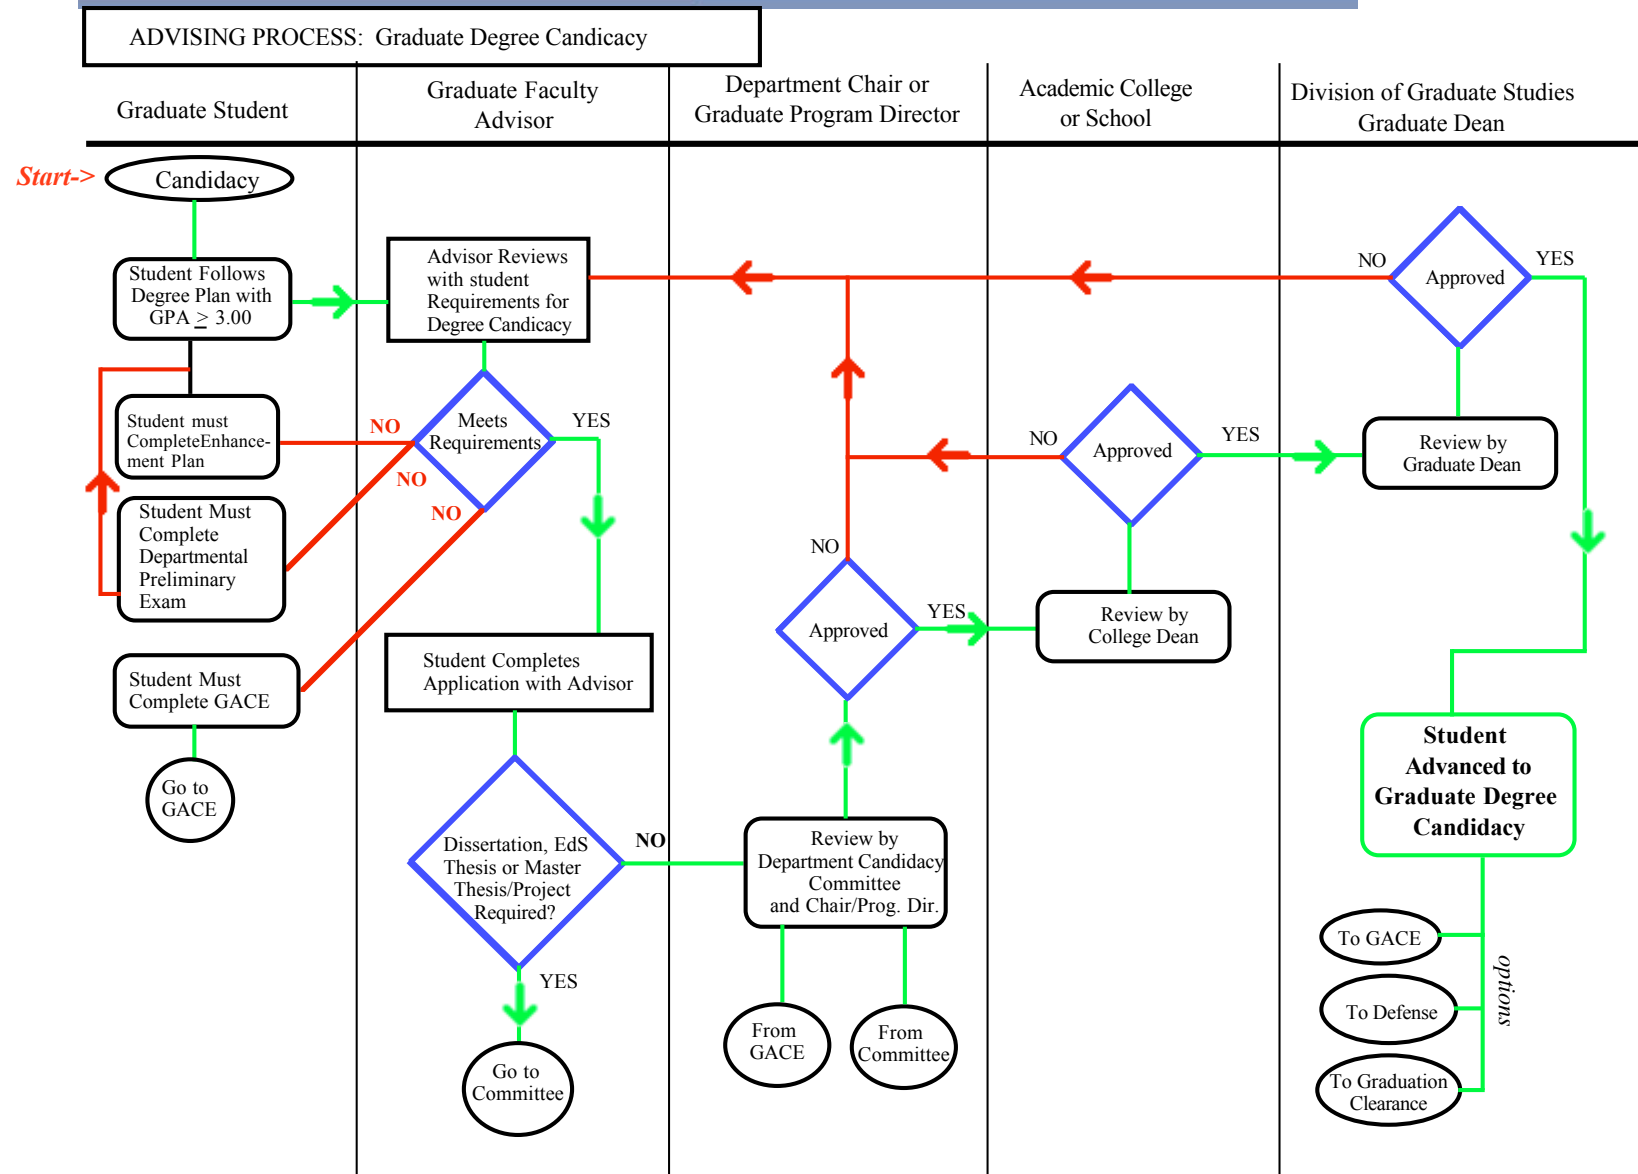 ADVISING PROCESS: Graduate Degree Candicacy
Graduate Student
Graduate Faculty
Advisor
Department Chair or
Graduate Program Director
Academic College
or School
Division of Graduate Studies
Graduate Dean
Start->
Candidacy
Student Follows
Degree Plan with
GPA > 3.00
Student must
CompleteEnhance-
ment Plan
Student Must
Complete
Departmental
Preliminary
Exam
Student Must
Complete GACE
Go to
GACE
Advisor Reviews
with student
Requirements for
Degree Candicacy
Meets
Requirements
NO
NO
NO
YES
Student Completes
Application with Advisor
Dissertation, EdS
Thesis or Master
Thesis/Project
Required?
NO
YES
Go to
Committee
Review by
Department Candidacy
Committee
and Chair/Prog. Dir.
From
GACE
From
Committee
NO
Approved
YES
Review by
College Dean
NO
Approved
YES
Review by
Graduate Dean
NO
Approved
YES
Student
Advanced to
Graduate Degree
Candidacy
To GACE
To Defense
To Graduation
Clearance
options